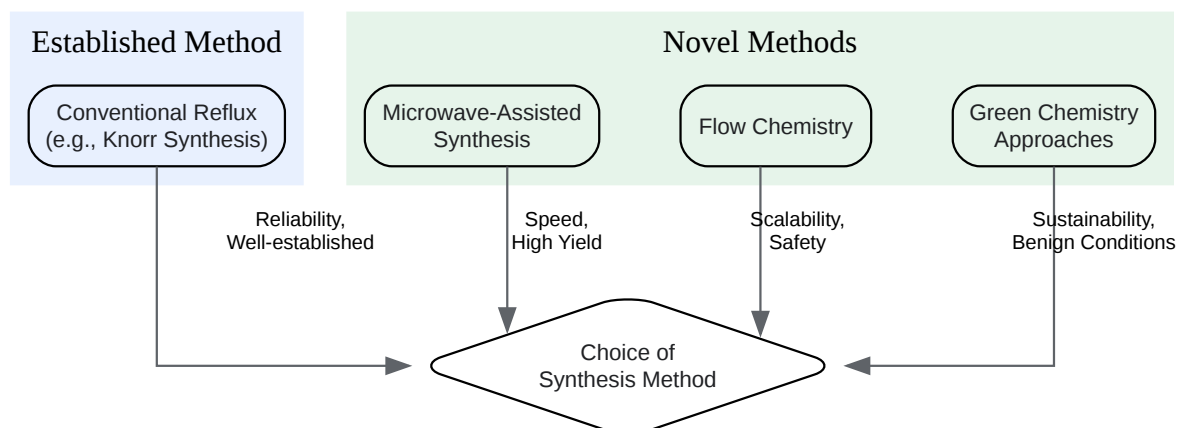 Established Method
Novel Methods
Conventional Reflux
(e.g., Knorr Synthesis)
Microwave-Assisted
Synthesis
Flow Chemistry
Green Chemistry
Approaches
Reliability,
Well-established
Speed,
High Yield
Scalability,
Safety
Sustainability,
Benign Conditions
Choice of
Synthesis Method